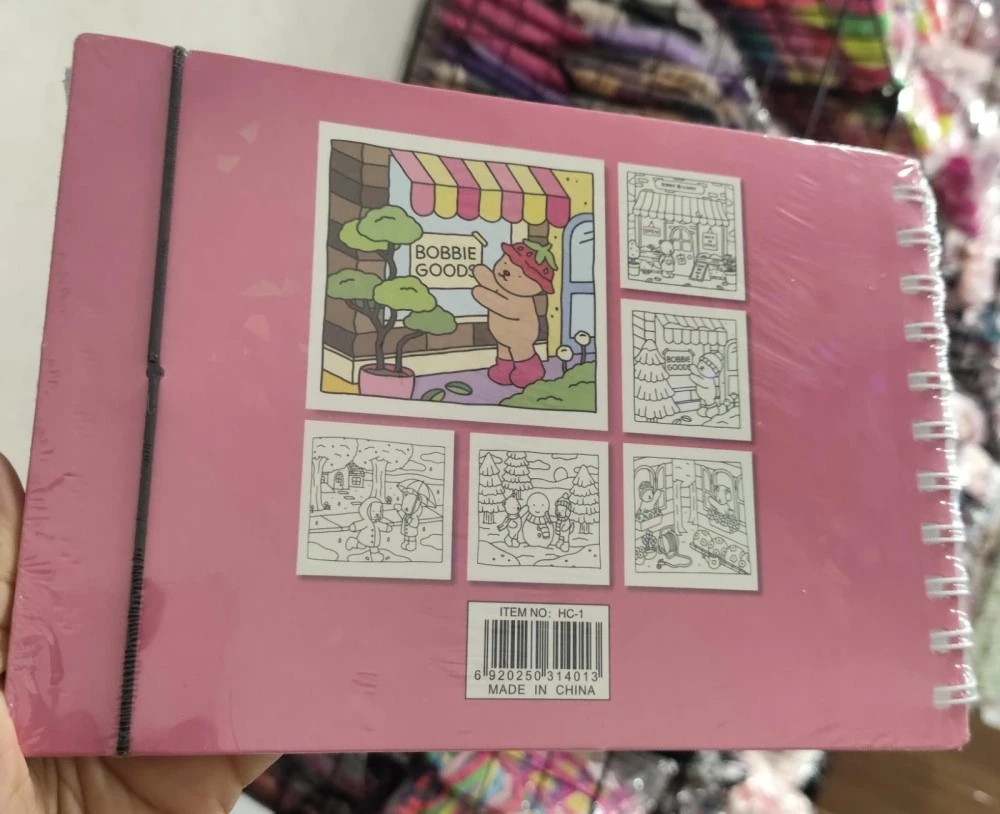 BOBBIE
GOODS
BOBBIE
GOODS
ITEM NO: HC-1
6 920250 314013
MADE IN CHINA